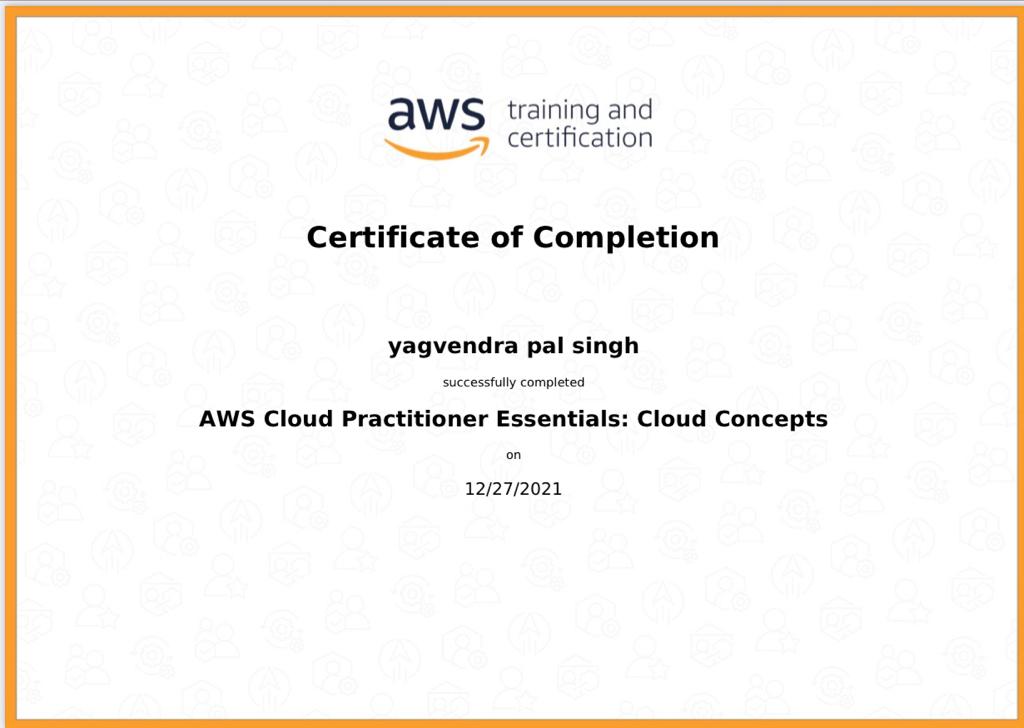 aws training and
certification
Certificate of Completion
yagvendra pal singh
successfully completed
AWS Cloud Practitioner Essentials: Cloud Concepts
on
12/27/2021